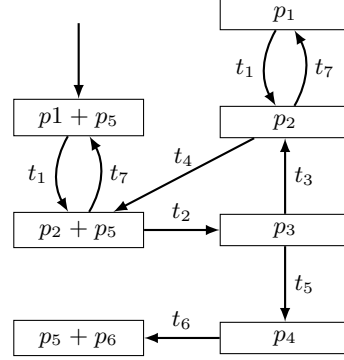 p₁
t₁ t₇
p1 + p₅
p₂
t₁ t₇
t₄
t₃
p₂ + p₅
t₂
p₃
t₅
p₅ + p₆
t₆
p₄